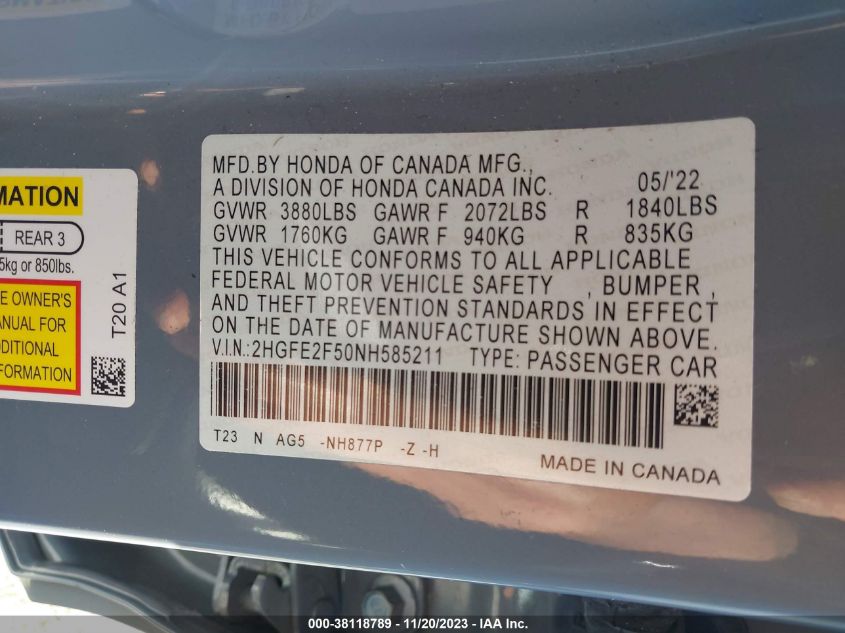 MATION
REAR 3
5kg or 850lbs.
E OWNER'S
ANUAL FOR
DDITIONAL
FORMATION
T20 A1
MFD.BY HONDA OF CANADA MFG.,
A DIVISION OF HONDA CANADA INC. 05/'22
GVWR 3880LBS GAWR F 2072LBS R 1840LBS
GVWR 1760KG GAWR F 940KG R 835KG
THIS VEHICLE CONFORMS TO ALL APPLICABLE
FEDERAL MOTOR VEHICLE SAFETY , BUMPER ,
AND THEFT PREVENTION STANDARDS IN EFFECT
ON THE DATE OF MANUFACTURE SHOWN ABOVE.
V.I.N.:2HGFE2F50NH585211 TYPE: PASSENGER CAR
T23 N AG5 -NH877P -Z -H
MADE IN CANADA
000-38118789 — 11/20/2023 — IAA Inc.